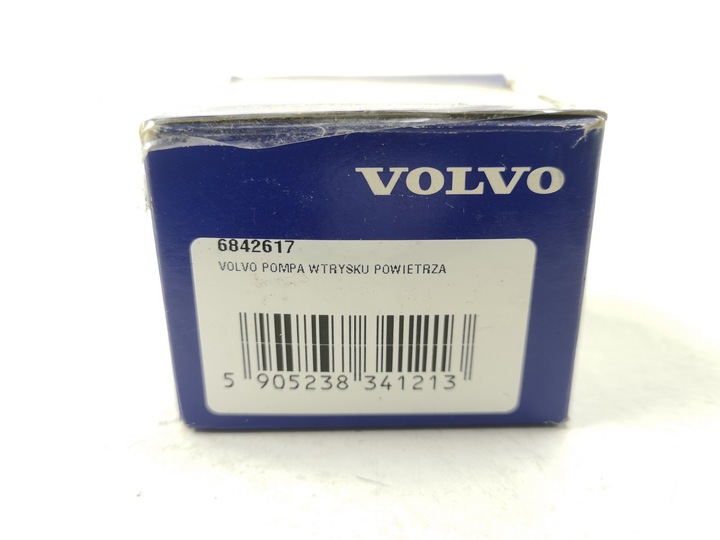 VOLVO
6842617
VOLVO POMPA WTRYSKU POWIETRZA
5 905238 341213